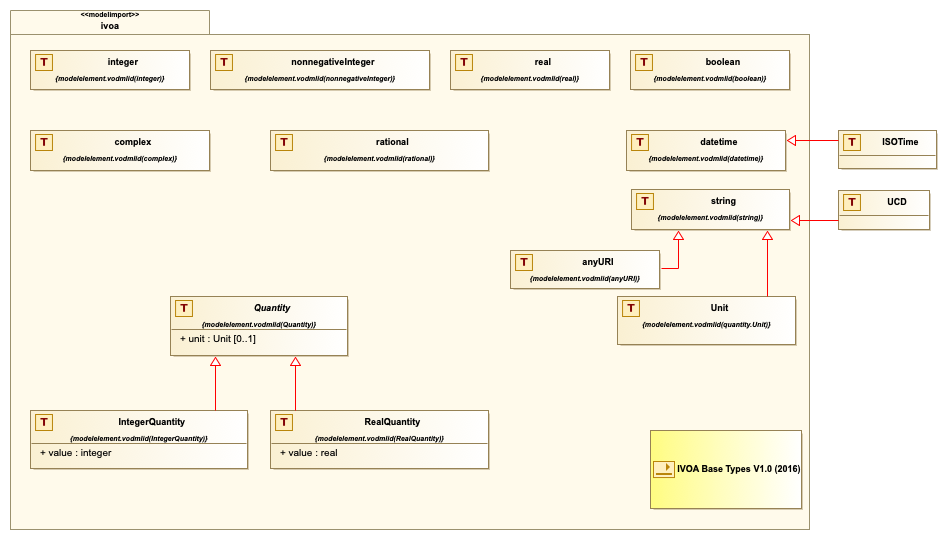 <<modelimport>>
ivoa
T
integer
{modelelement.vodmlid(integer)}
T
nonnegativeInteger
{modelelement.vodmlid(nonnegativeInteger)}
T
real
{modelelement.vodmlid(real)}
T
boolean
{modelelement.vodmlid(boolean)}
T
complex
{modelelement.vodmlid(complex)}
T
rational
{modelelement.vodmlid(rational)}
T
datetime
{modelelement.vodmlid(datetime)}
T
ISOTime
T
string
{modelelement.vodmlid(string)}
T
UCD
T
anyURI
{modelelement.vodmlid(anyURI)}
T
Quantity
{modelelement.vodmlid(Quantity)}
+ unit : Unit [0..1]
T
Unit
{modelelement.vodmlid(quantity.Unit)}
T
IntegerQuantity
{modelelement.vodmlid(IntegerQuantity)}
+ value : integer
T
RealQuantity
{modelelement.vodmlid(RealQuantity)}
+ value : real
IVOA Base Types V1.0 (2016)